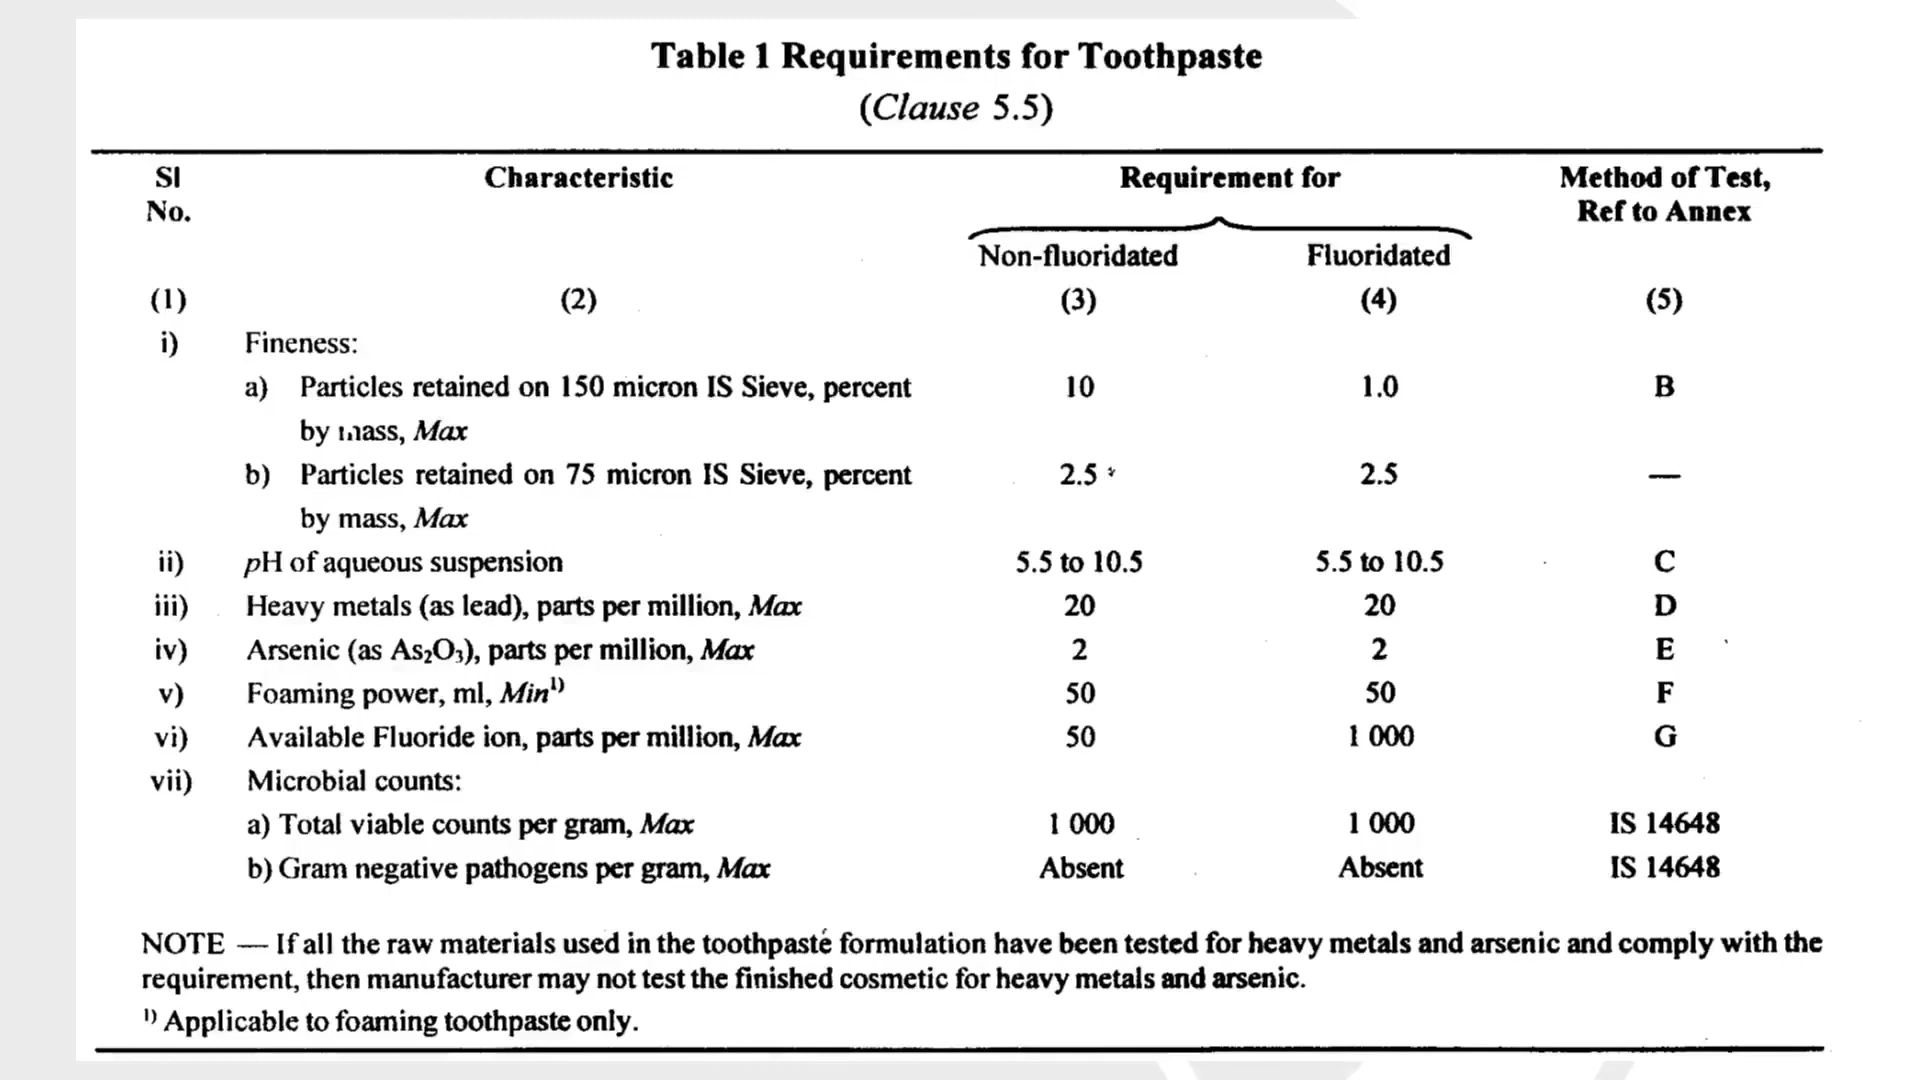 Table 1 Requirements for Toothpaste
(Clause 5.5)
Sl No. Characteristic Requirement for Method of Test, Ref to Annex
Non-fluoridated Fluoridated
(1) (2) (3) (4) (5)
i) Fineness:
a) Particles retained on 150 micron IS Sieve, percent 10 1.0 B
by mass, Max
b) Particles retained on 75 micron IS Sieve, percent 2.5 2.5 —
by mass, Max
ii) pH of aqueous suspension 5.5 to 10.5 5.5 to 10.5 C
iii) Heavy metals (as lead), parts per million, Max 20 20 D
iv) Arsenic (as As₂O₃), parts per million, Max 2 2 E
v) Foaming power, ml, Min¹⁾ 50 50 F
vi) Available Fluoride ion, parts per million, Max 50 1 000 G
vii) Microbial counts:
a) Total viable counts per gram, Max 1 000 1 000 IS 14648
b) Gram negative pathogens per gram, Max Absent Absent IS 14648
NOTE — If all the raw materials used in the toothpaste formulation have been tested for heavy metals and arsenic and comply with the
requirement, then manufacturer may not test the finished cosmetic for heavy metals and arsenic.
¹⁾ Applicable to foaming toothpaste only.